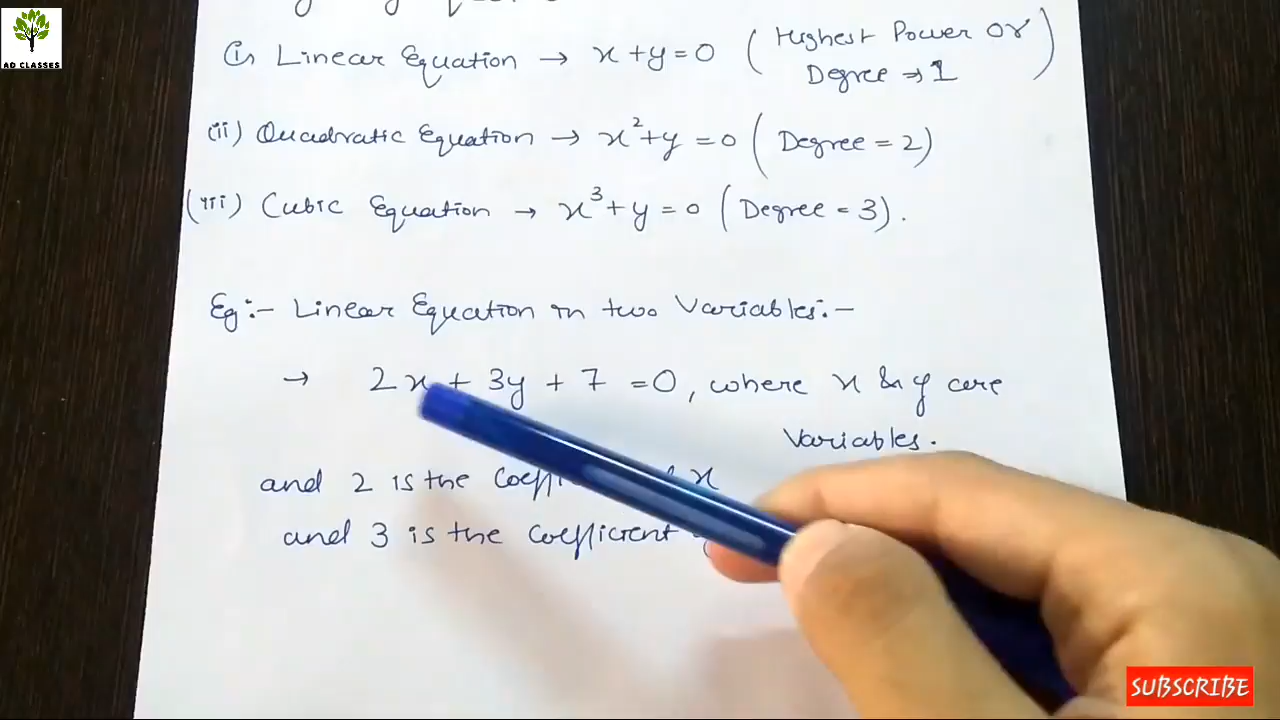 AD CLASSES
(i) Linear Equation → x + y = 0 ( Highest Power or
Degree ⇒ 1 )
(ii) Quadratic Equation → x² + y = 0 ( Degree = 2 )
(iii) Cubic Equation → x³ + y = 0 ( Degree = 3 ).
Eg:- Linear Equation in two Variables:-
→ 2x + 3y + 7 = 0, where x & y are
Variables.
and 2 is the x
and 3 is the coefficient
SUBSCRIBE